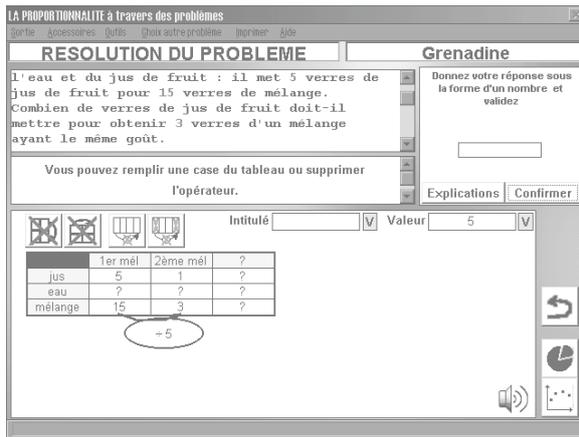 LA PROPORTIONNALITE à travers des problèmes
Sortie Accessoires Outils Choix autre problème Imprimer Aide
RESOLUTION DU PROBLEME Grenadine
l'eau et du jus de fruit : il met 5 verres de
jus de fruit pour 15 verres de mélange.
Combien de verres de jus de fruit doit-il
mettre pour obtenir 3 verres d'un mélange
ayant le même goût.
Donnez votre réponse sous
la forme d'un nombre et
validez
Vous pouvez remplir une case du tableau ou supprimer
l'opérateur.
Explications Confirmer
Intitulé V Valeur 5 V
1er mél 2ème mél ?
jus 5 1 ?
eau ? ? ?
mélange 15 3 ?
÷5